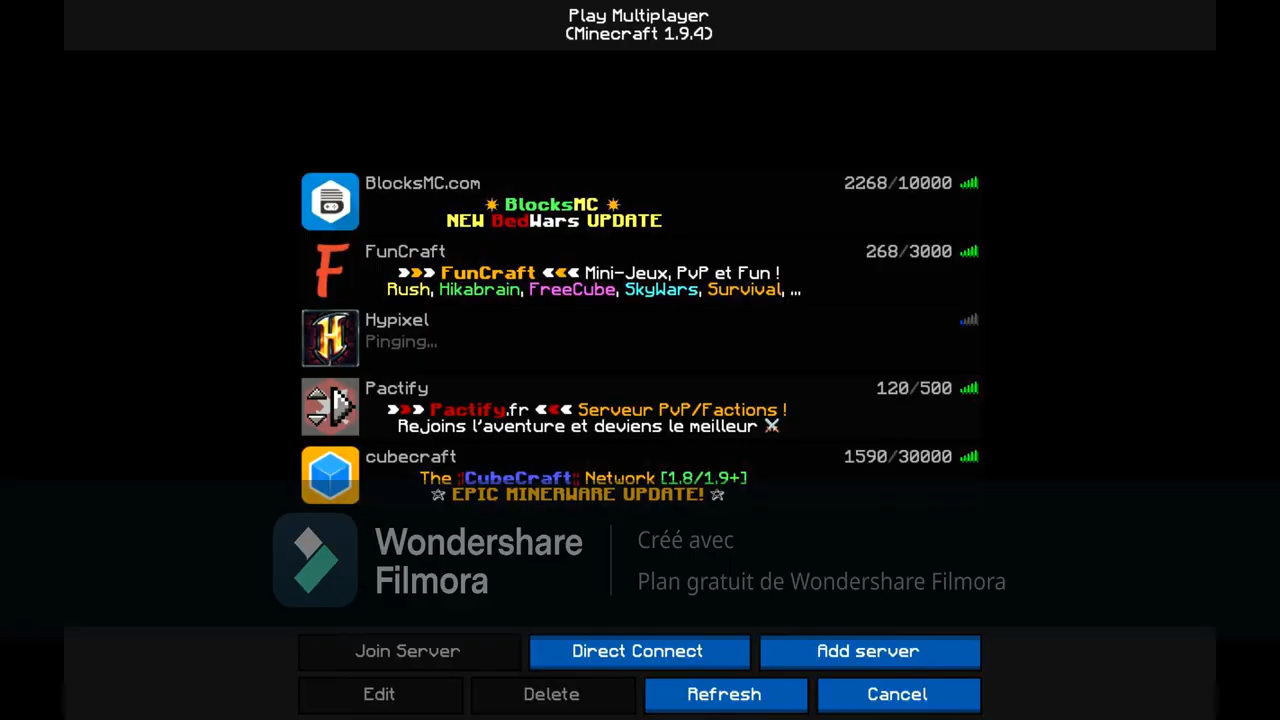 Play Multiplayer
(Minecraft 1.9.4)
BlocksMC.com 2268/10000
BlocksMC
NEW BedWars UPDATE
FunCraft 268/3000
FunCraft Mini-Jeux, PvP et Fun !
Rush, Hikabrain, FreeCube, SkyWars, Survival, ...
Hypixel
Pinging...
Pactify 120/500
Pactify.fr Serveur PvP/Factions !
Rejoins l'aventure et deviens le meilleur ⚔
cubecraft 1590/30000
The CubeCraft Network [1.8/1.9+]
☆ EPIC MINERWARE UPDATE! ☆
Wondershare
Filmora
Créé avec
Plan gratuit de Wondershare Filmora
Join Server Direct Connect Add server
Edit Delete Refresh Cancel